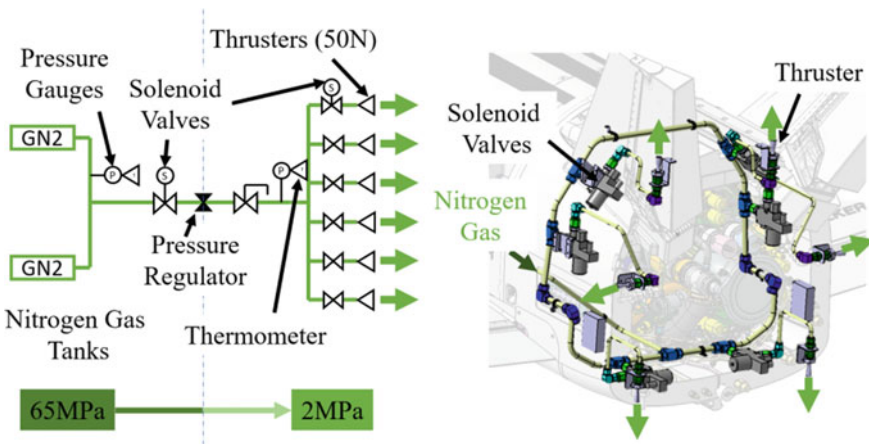 Thrusters (50N)
Pressure
Gauges
Solenoid
Valves
S
GN2
P
S
P
GN2
Pressure
Regulator
Nitrogen Gas
Tanks
Thermometer
65MPa
2MPa
Thruster
Solenoid
Valves
Nitrogen
Gas